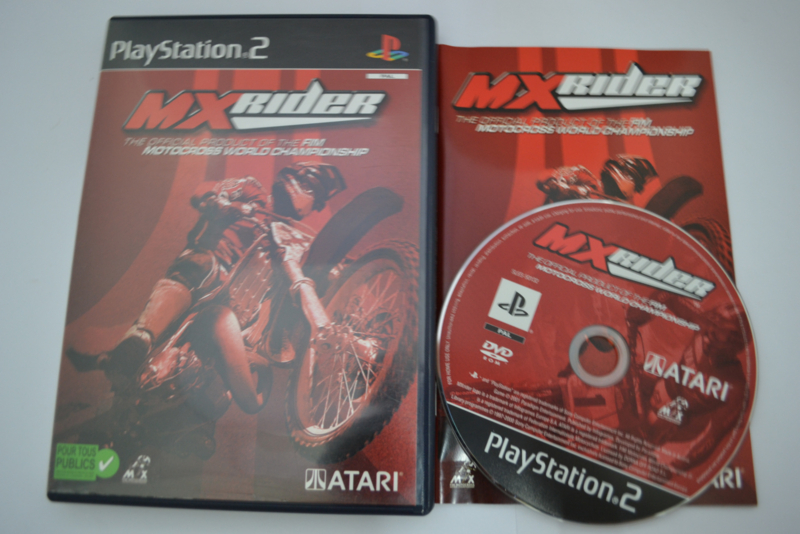 PlayStation®2
PAL
MX RIDER
THE OFFICIAL PRODUCT OF THE FIM
MOTOCROSS WORLD CHAMPIONSHIP
POUR TOUS
PUBLICS
ATARI
MX RIDER
THE OFFICIAL PRODUCT OF THE FIM
MOTOCROSS WORLD CHAMPIONSHIP
MX RIDER
THE OFFICIAL PRODUCT OF THE FIM
MOTOCROSS WORLD CHAMPIONSHIP
PAL
DVD
ROM
ATARI
PlayStation®2